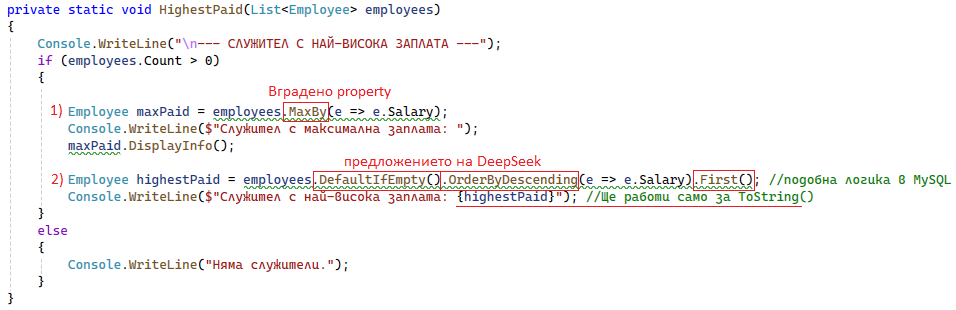 private static void HighestPaid(List<Employee> employees)
{
Console.WriteLine("\n--- СЛУЖИТЕЛ С НАЙ-ВИСОКА ЗАПЛАТА ---");
if (employees.Count > 0)
{
Вградено property
1) Employee maxPaid = employees.MaxBy(e => e.Salary);
Console.WriteLine($"Служител с максимална заплата: ");
maxPaid.DisplayInfo();
предложението на DeepSeek
2) Employee highestPaid = employees.DefaultIfEmpty().OrderByDescending(e => e.Salary).First(); //подобна логика в MySQL
Console.WriteLine($"Служител с най-висока заплата: {highestPaid}"); //Ще работи само за ToString()
}
else
{
Console.WriteLine("Няма служители.");
}
}